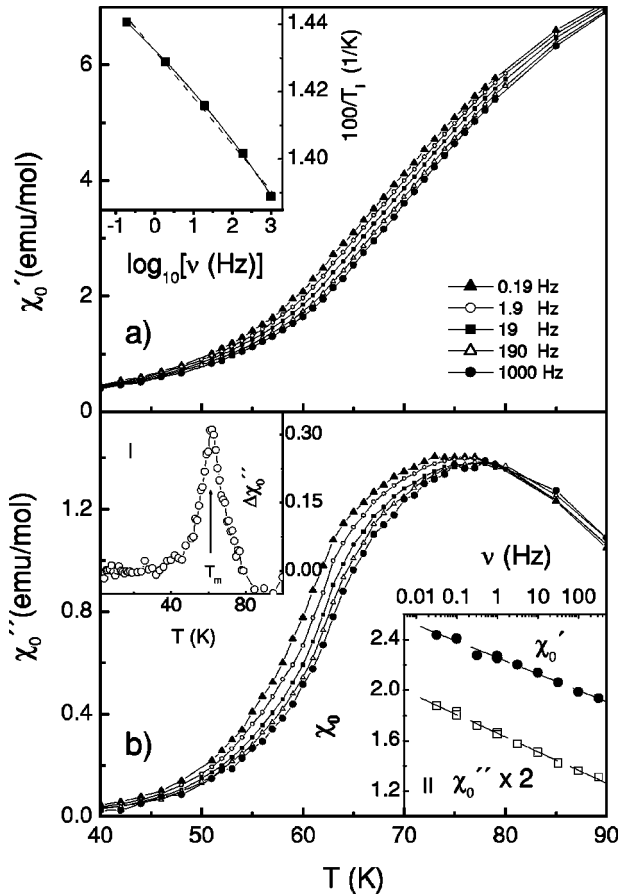 6
4
2
0
χ₀′(emu/mol)
a)
1.44
1.42
1.40
100/T_I (1/K)
-1 0 1 2 3
log₁₀[ν (Hz)]
0.19 Hz
1.9 Hz
19 Hz
190 Hz
1000 Hz
1.4
1.2
0.8
0.4
0.0
χ₀″(emu/mol)
b)
I
0.30
0.15
0.00
Δχ₀″
T_m
40 80
T (K)
ν (Hz)
0.01 0.1 1 10 100
2.4
2.0
1.6
1.2
χ₀
χ₀′
II χ₀″ x 2
40 50 60 70 80 90
T (K)